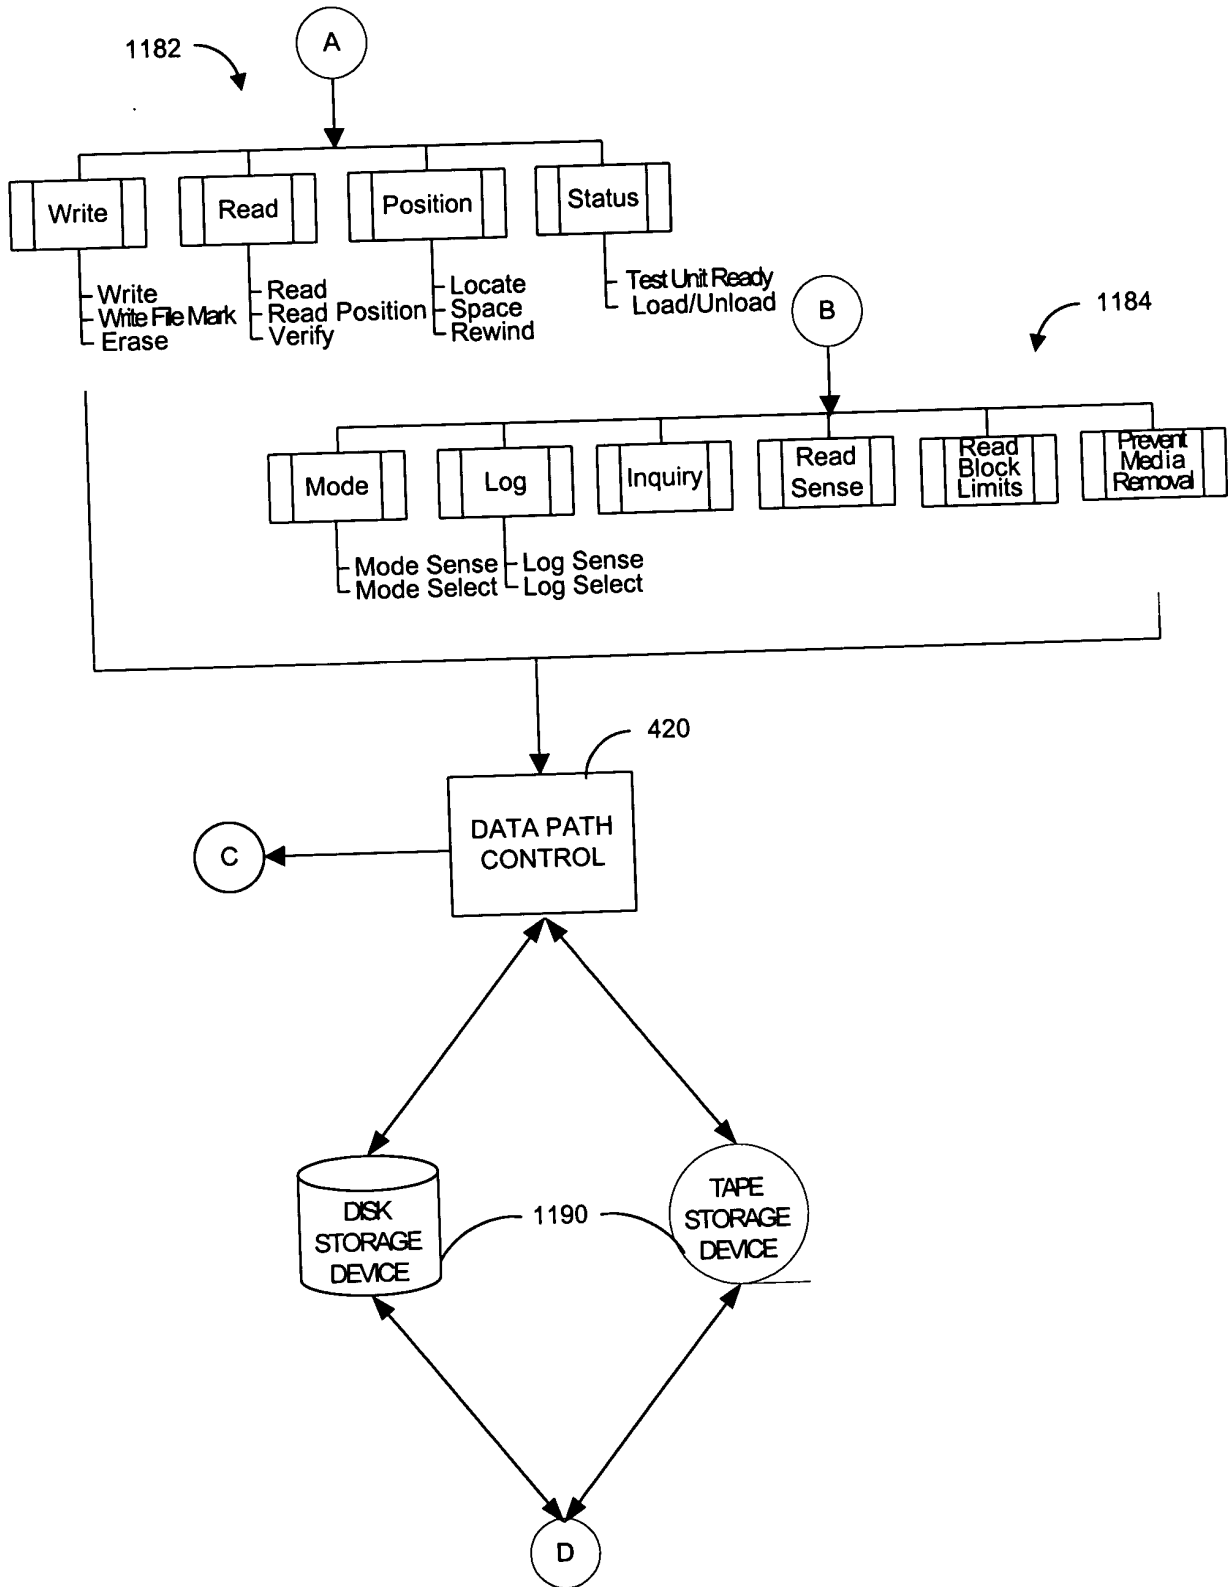 A
1182
Write
Read
Position
Status
Write
Write File Mark
Erase
Read
Read Position
Verify
Locate
Space
Rewind
Test Unit Ready
Load/Unload
B
1184
Mode
Log
Inquiry
Read
Sense
Read
Block
Limits
Prevent
Media
Removal
Mode Sense
Mode Select
Log Sense
Log Select
420
DATA PATH
CONTROL
C
DISK
STORAGE
DEVICE
1190
TAPE
STORAGE
DEVICE
D